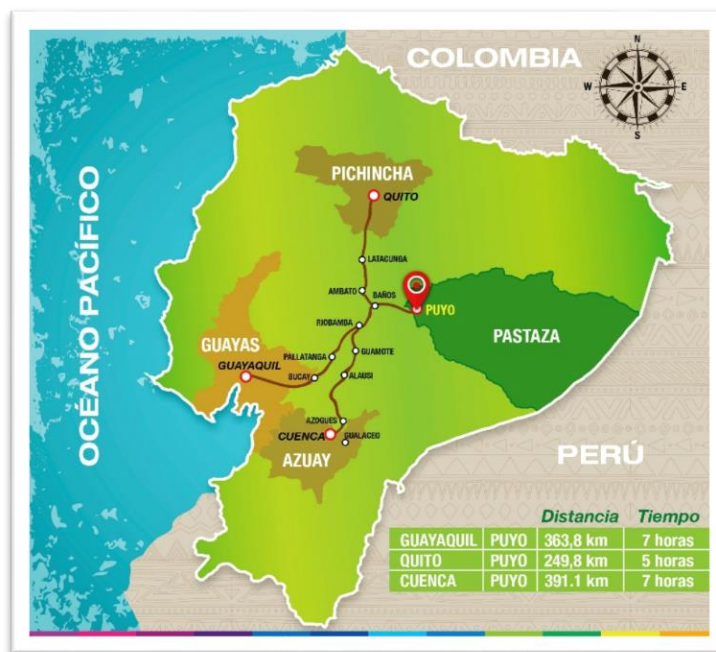 COLOMBIA
N
W E
S
OCÉANO PACÍFICO
PICHINCHA
QUITO
LATACUNGA
AMBATO
BAÑOS
PUYO
RIOBAMBA
PASTAZA
GUAYAS
PALLATANGA
GUAMOTE
GUAYAQUIL
BUCAY
ALAUSI
AZOGUES
CUENCA
GUALACEO
AZUAY
PERÚ
Distancia Tiempo
GUAYAQUIL PUYO 363,8 km 7 horas
QUITO PUYO 249,8 km 5 horas
CUENCA PUYO 391.1 km 7 horas